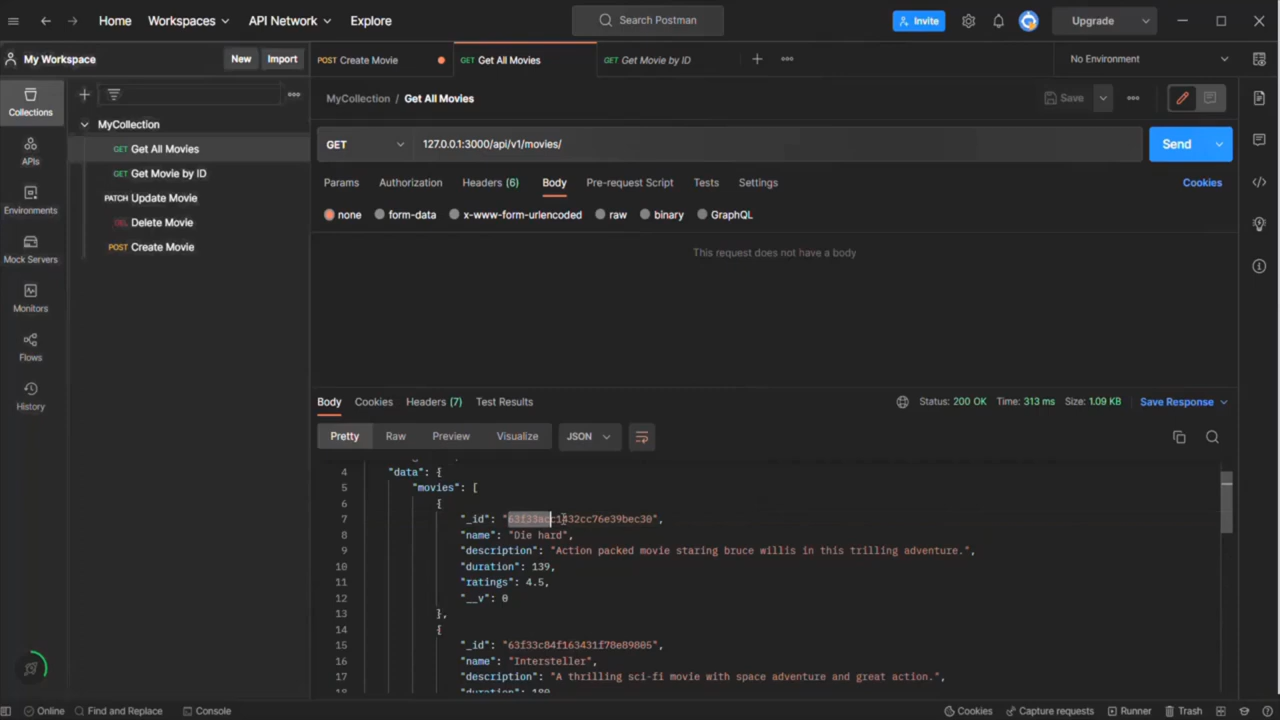 Home Workspaces API Network Explore Search Postman Invite Upgrade
My Workspace New Import POST Create Movie GET Get All Movies GET Get Movie by ID No Environment
Collections
APIs
Environments
Mock Servers
Monitors
Flows
History
MyCollection
GET Get All Movies
GET Get Movie by ID
PATCH Update Movie
DEL Delete Movie
POST Create Movie
MyCollection / Get All Movies Save
GET 127.0.0.1:3000/api/v1/movies/ Send
Params Authorization Headers (6) Body Pre-request Script Tests Settings Cookies
none form-data x-www-form-urlencoded raw binary GraphQL
This request does not have a body
Body Cookies Headers (7) Test Results Status: 200 OK Time: 313 ms Size: 1.09 KB Save Response
Pretty Raw Preview Visualize JSON
4 "data": {
5 "movies": [
6 {
7 "_id": "63f33acc1432cc76e39bec30",
8 "name": "Die hard",
9 "description": "Action packed movie staring bruce willis in this trilling adventure.",
10 "duration": 139,
11 "ratings": 4.5,
12 "__v": 0
13 },
14 {
15 "_id": "63f33c84f163431f78e89805",
16 "name": "Intersteller",
17 "description": "A thrilling sci-fi movie with space adventure and great action.",
18 "duration": 180
Online Find and Replace Console Cookies Capture requests Runner Trash